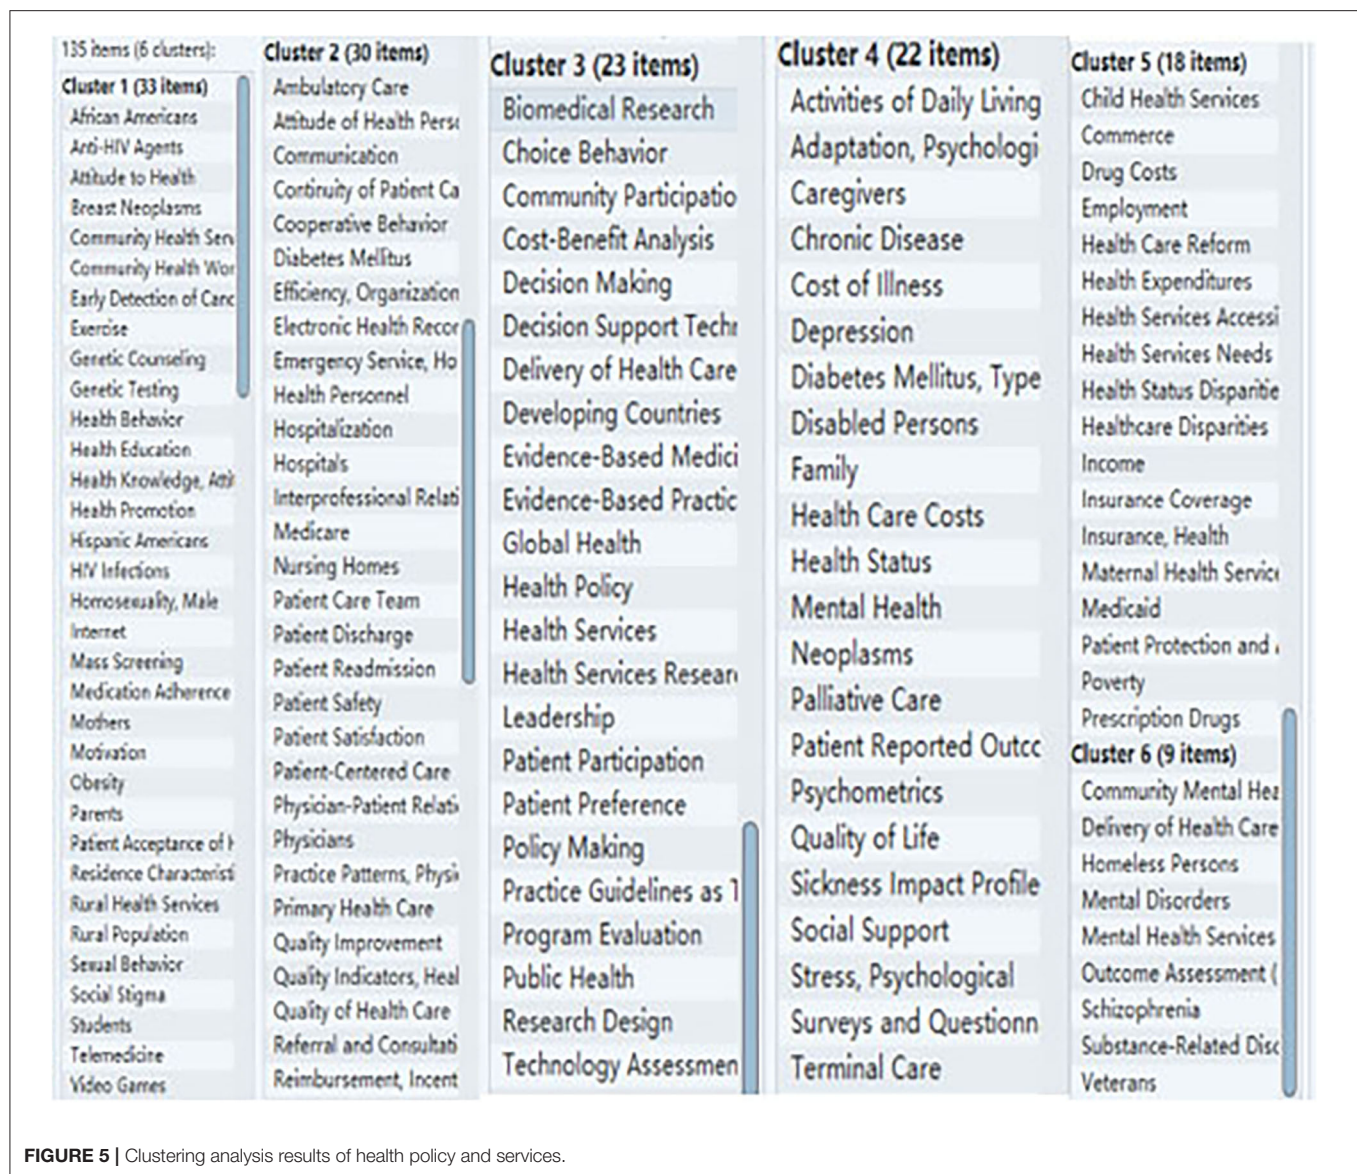 135 items (6 clusters):
Cluster 1 (33 items)
African Americans
Anti-HIV Agents
Attitude to Health
Breast Neoplasms
Community Health Serv
Community Health Wor
Early Detection of Canc
Exercise
Genetic Counseling
Genetic Testing
Health Behavior
Health Education
Health Knowledge, Atti
Health Promotion
Hispanic Americans
HIV Infections
Homosexuality, Male
Internet
Mass Screening
Medication Adherence
Mothers
Motivation
Obesity
Parents
Patient Acceptance of H
Residence Characteristi
Rural Health Services
Rural Population
Sexual Behavior
Social Stigma
Students
Telemedicine
Video Games
Cluster 2 (30 items)
Ambulatory Care
Attitude of Health Perso
Communication
Continuity of Patient Ca
Cooperative Behavior
Diabetes Mellitus
Efficiency, Organization
Electronic Health Recor
Emergency Service, Ho
Health Personnel
Hospitalization
Hospitals
Interprofessional Relati
Medicare
Nursing Homes
Patient Care Team
Patient Discharge
Patient Readmission
Patient Safety
Patient Satisfaction
Patient-Centered Care
Physician-Patient Relati
Physicians
Practice Patterns, Physi
Primary Health Care
Quality Improvement
Quality Indicators, Heal
Quality of Health Care
Referral and Consultati
Reimbursement, Incent
Cluster 3 (23 items)
Biomedical Research
Choice Behavior
Community Participatio
Cost-Benefit Analysis
Decision Making
Decision Support Techn
Delivery of Health Care
Developing Countries
Evidence-Based Medici
Evidence-Based Practic
Global Health
Health Policy
Health Services
Health Services Resear
Leadership
Patient Participation
Patient Preference
Policy Making
Practice Guidelines as T
Program Evaluation
Public Health
Research Design
Technology Assessmen
Cluster 4 (22 items)
Activities of Daily Living
Adaptation, Psychologi
Caregivers
Chronic Disease
Cost of Illness
Depression
Diabetes Mellitus, Type
Disabled Persons
Family
Health Care Costs
Health Status
Mental Health
Neoplasms
Palliative Care
Patient Reported Outcc
Psychometrics
Quality of Life
Sickness Impact Profile
Social Support
Stress, Psychological
Surveys and Questionn
Terminal Care
Cluster 5 (18 items)
Child Health Services
Commerce
Drug Costs
Employment
Health Care Reform
Health Expenditures
Health Services Accessi
Health Services Needs
Health Status Disparitie
Healthcare Disparities
Income
Insurance Coverage
Insurance, Health
Maternal Health Service
Medicaid
Patient Protection and
Poverty
Prescription Drugs
Cluster 6 (9 items)
Community Mental Hea
Delivery of Health Care
Homeless Persons
Mental Disorders
Mental Health Services
Outcome Assessment (
Schizophrenia
Substance-Related Disc
Veterans
FIGURE 5 | Clustering analysis results of health policy and services.